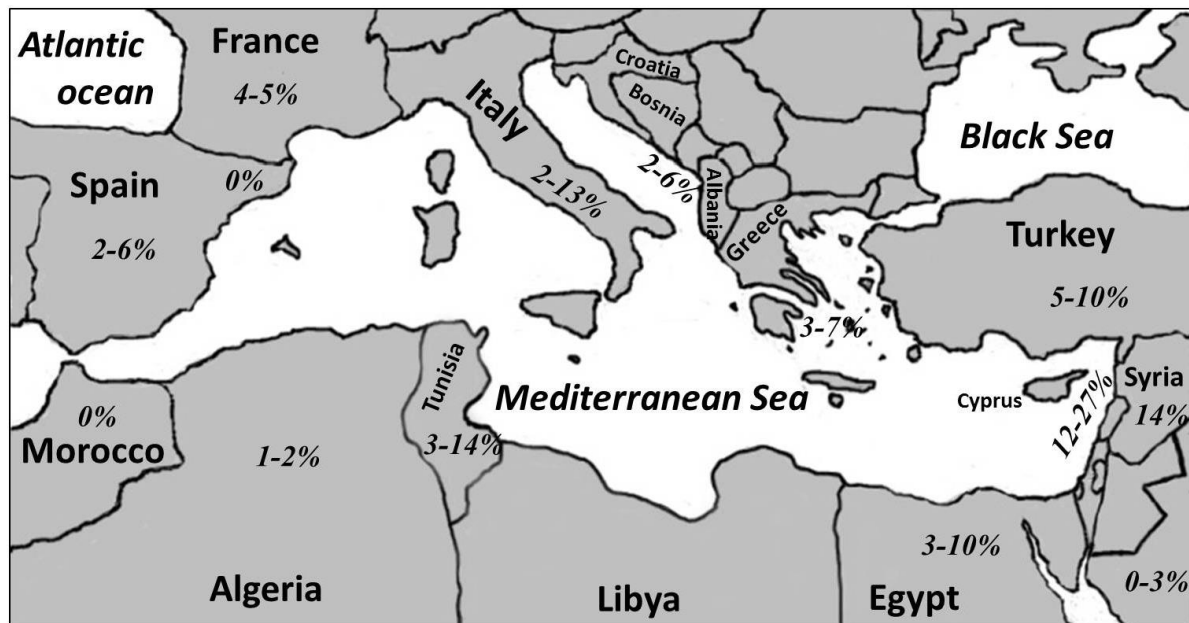 Atlantic
ocean
France
4-5%
Italy
2-13%
Croatia
Bosnia
2-6%
Albania
Greece
3-7%
Black Sea
Spain
0%
2-6%
Turkey
5-10%
Mediterranean Sea
Cyprus
12-27%
Syria
14%
0%
Morocco
1-2%
Algeria
Tunisia
3-14%
Libya
3-10%
Egypt
0-3%